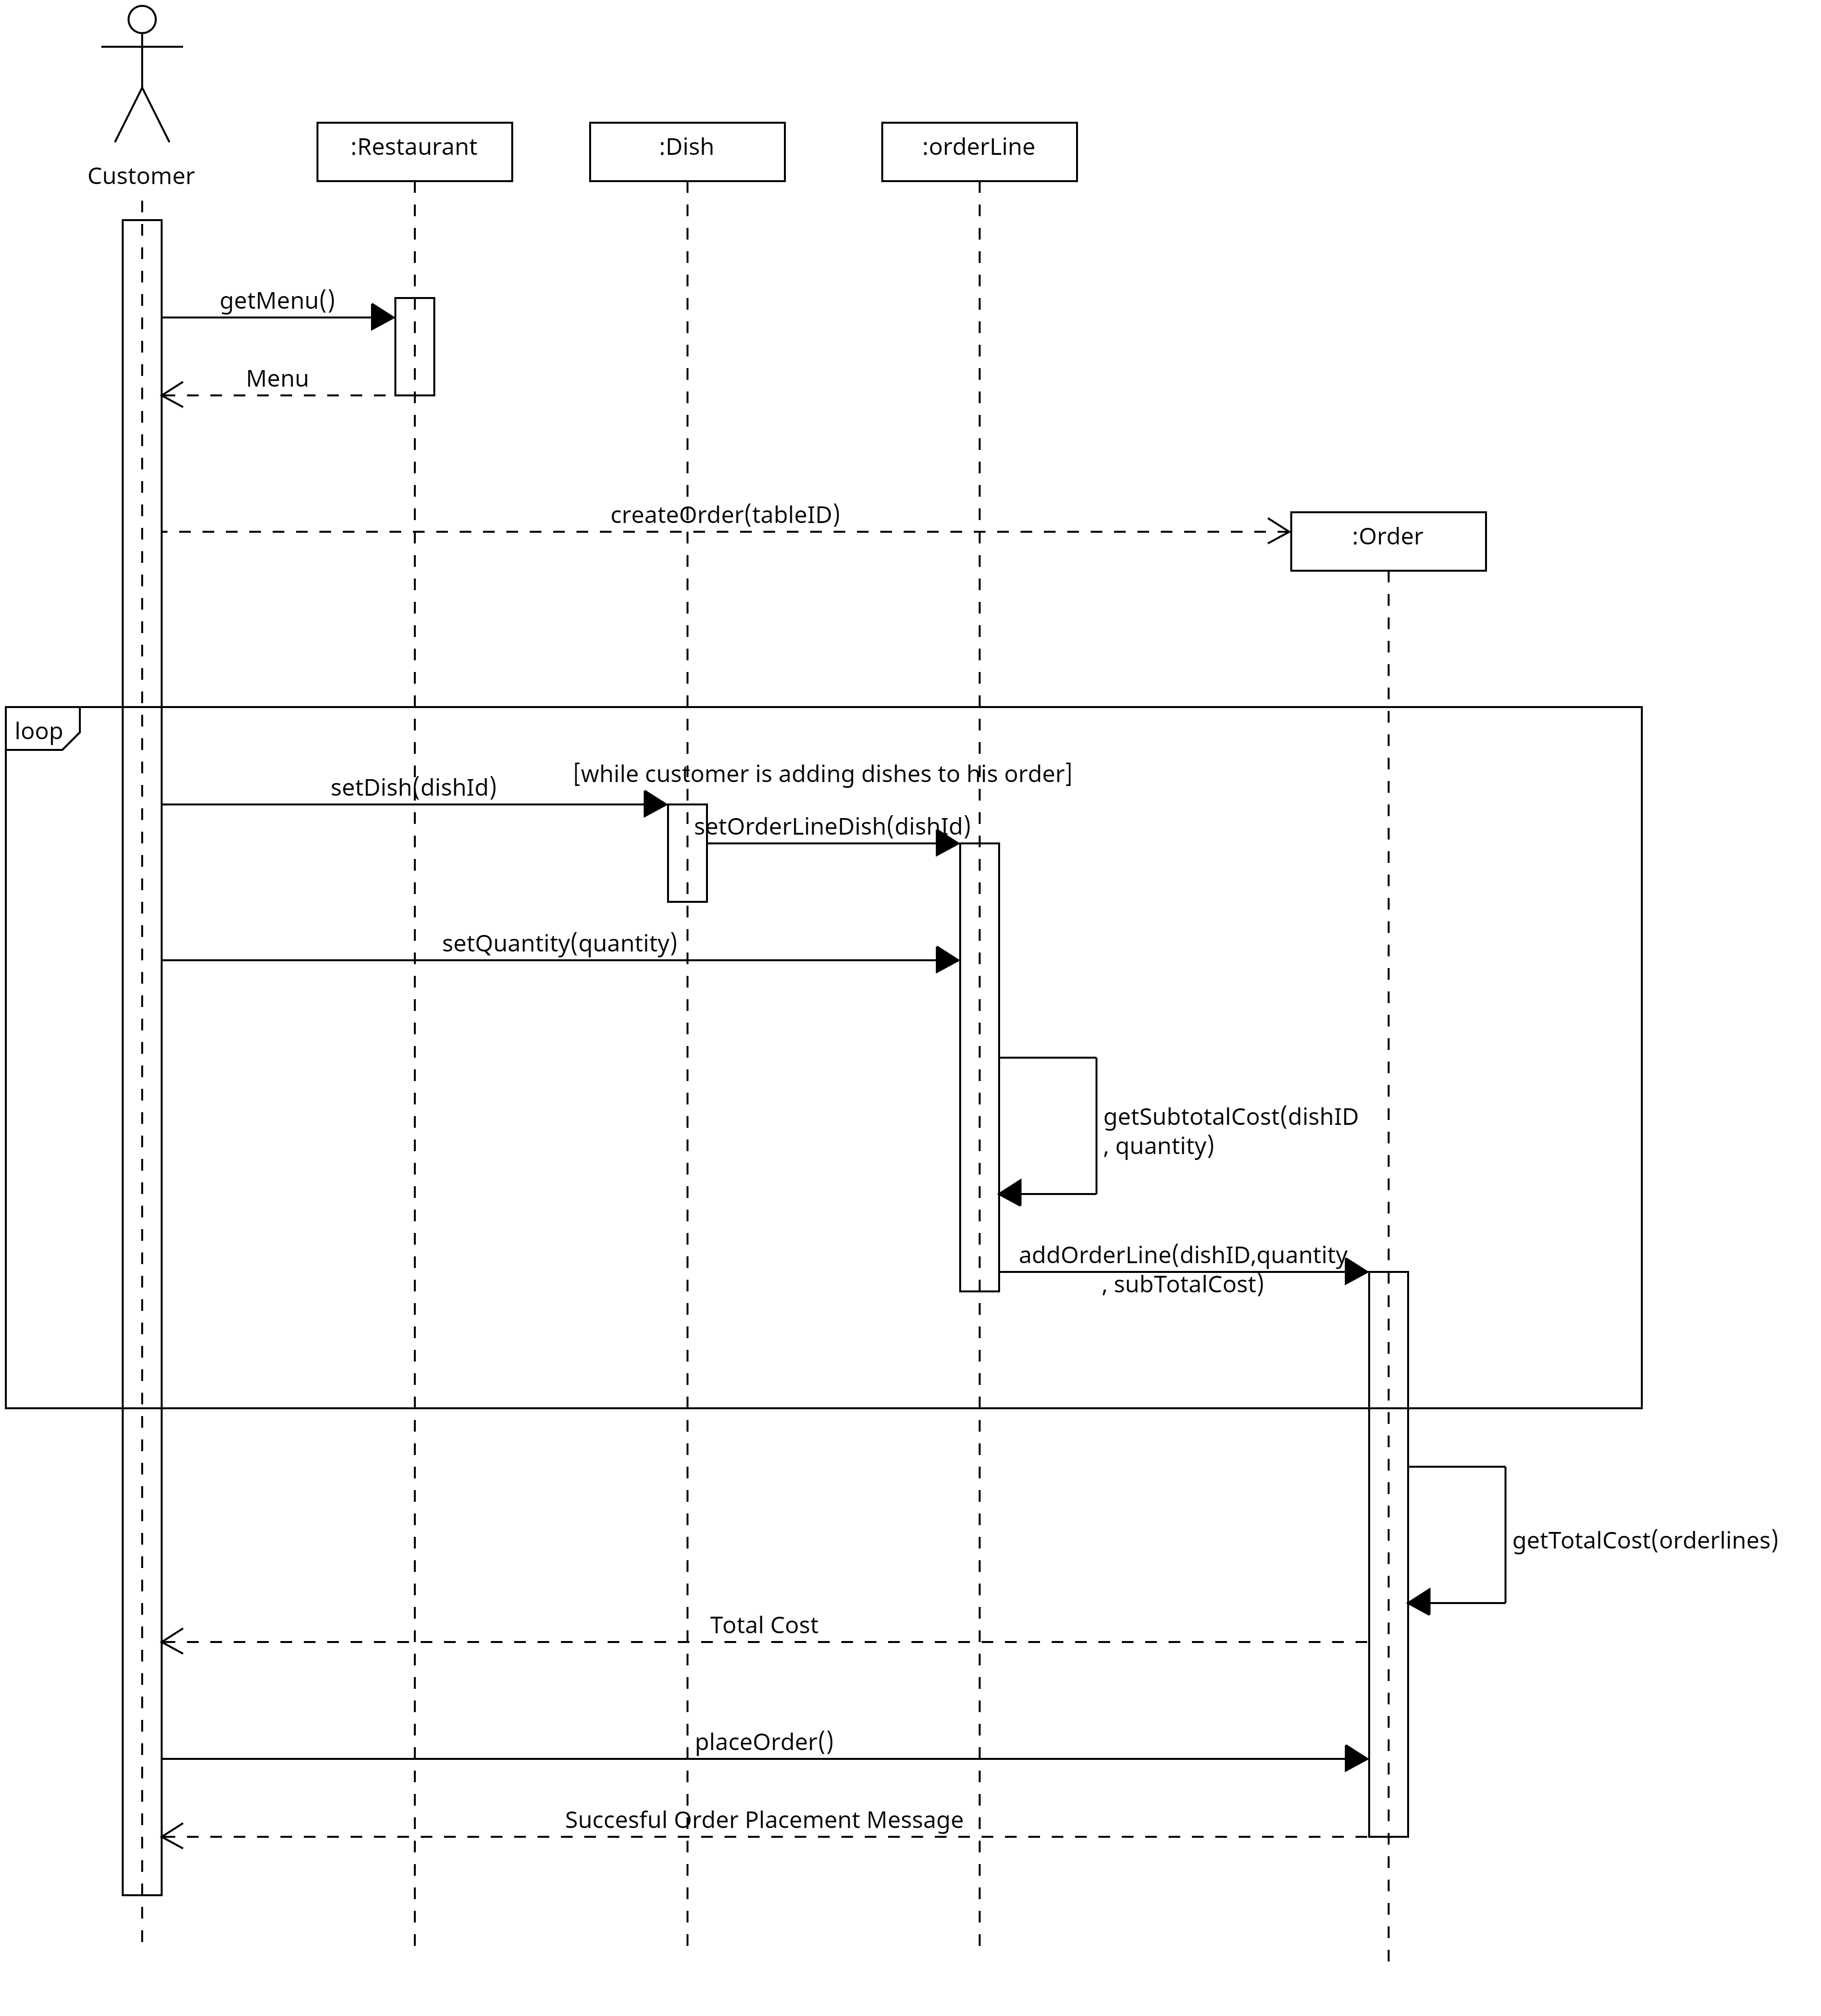 Customer
:Restaurant
:Dish
:orderLine
getMenu()
Menu
createOrder(tableID)
:Order
loop
[while customer is adding dishes to his order]
setDish(dishId)
setOrderLineDish(dishId)
setQuantity(quantity)
getSubtotalCost(dishID
, quantity)
addOrderLine(dishID,quantity
, subTotalCost)
getTotalCost(orderlines)
Total Cost
placeOrder()
Succesful Order Placement Message